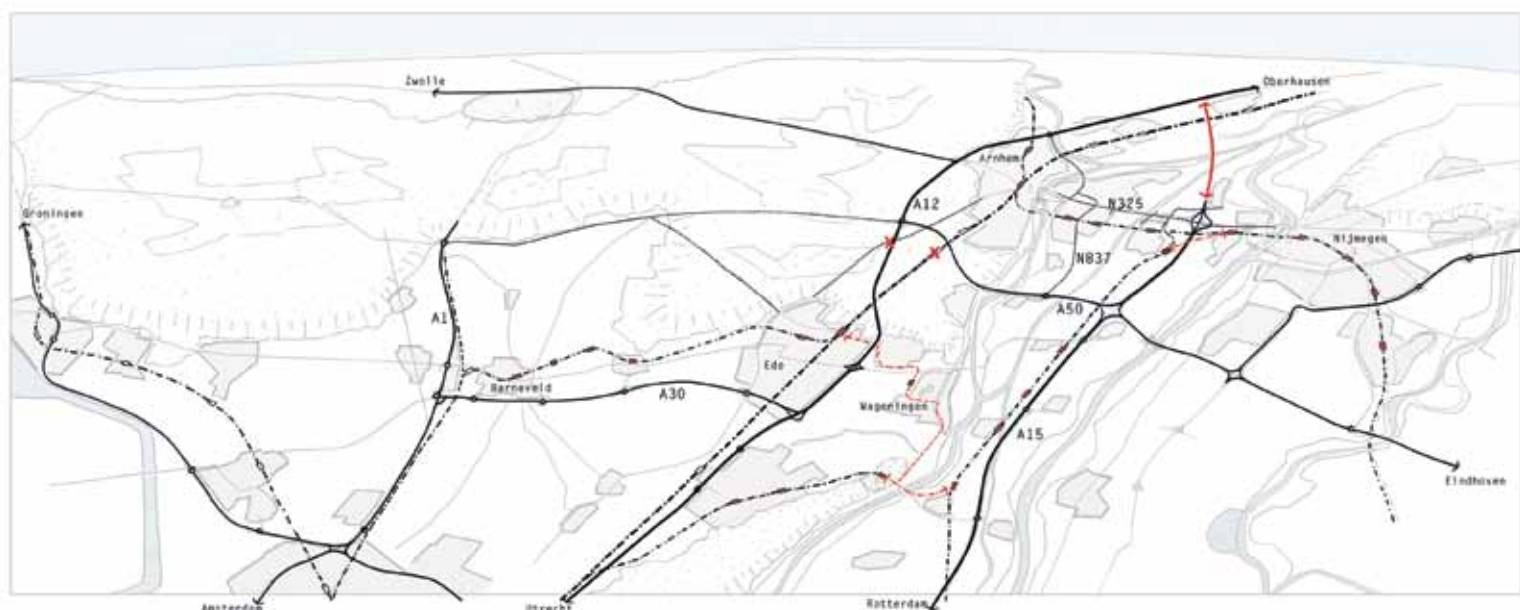 Zwolle
Oberhausen
Arnhem
Groningen
A12
N325
Nijmegen
N837
A1
A50
Ede
Barneveld
A30
Wageningen
A15
Eindhoven
Amsterdam
Utrecht
Rotterdam